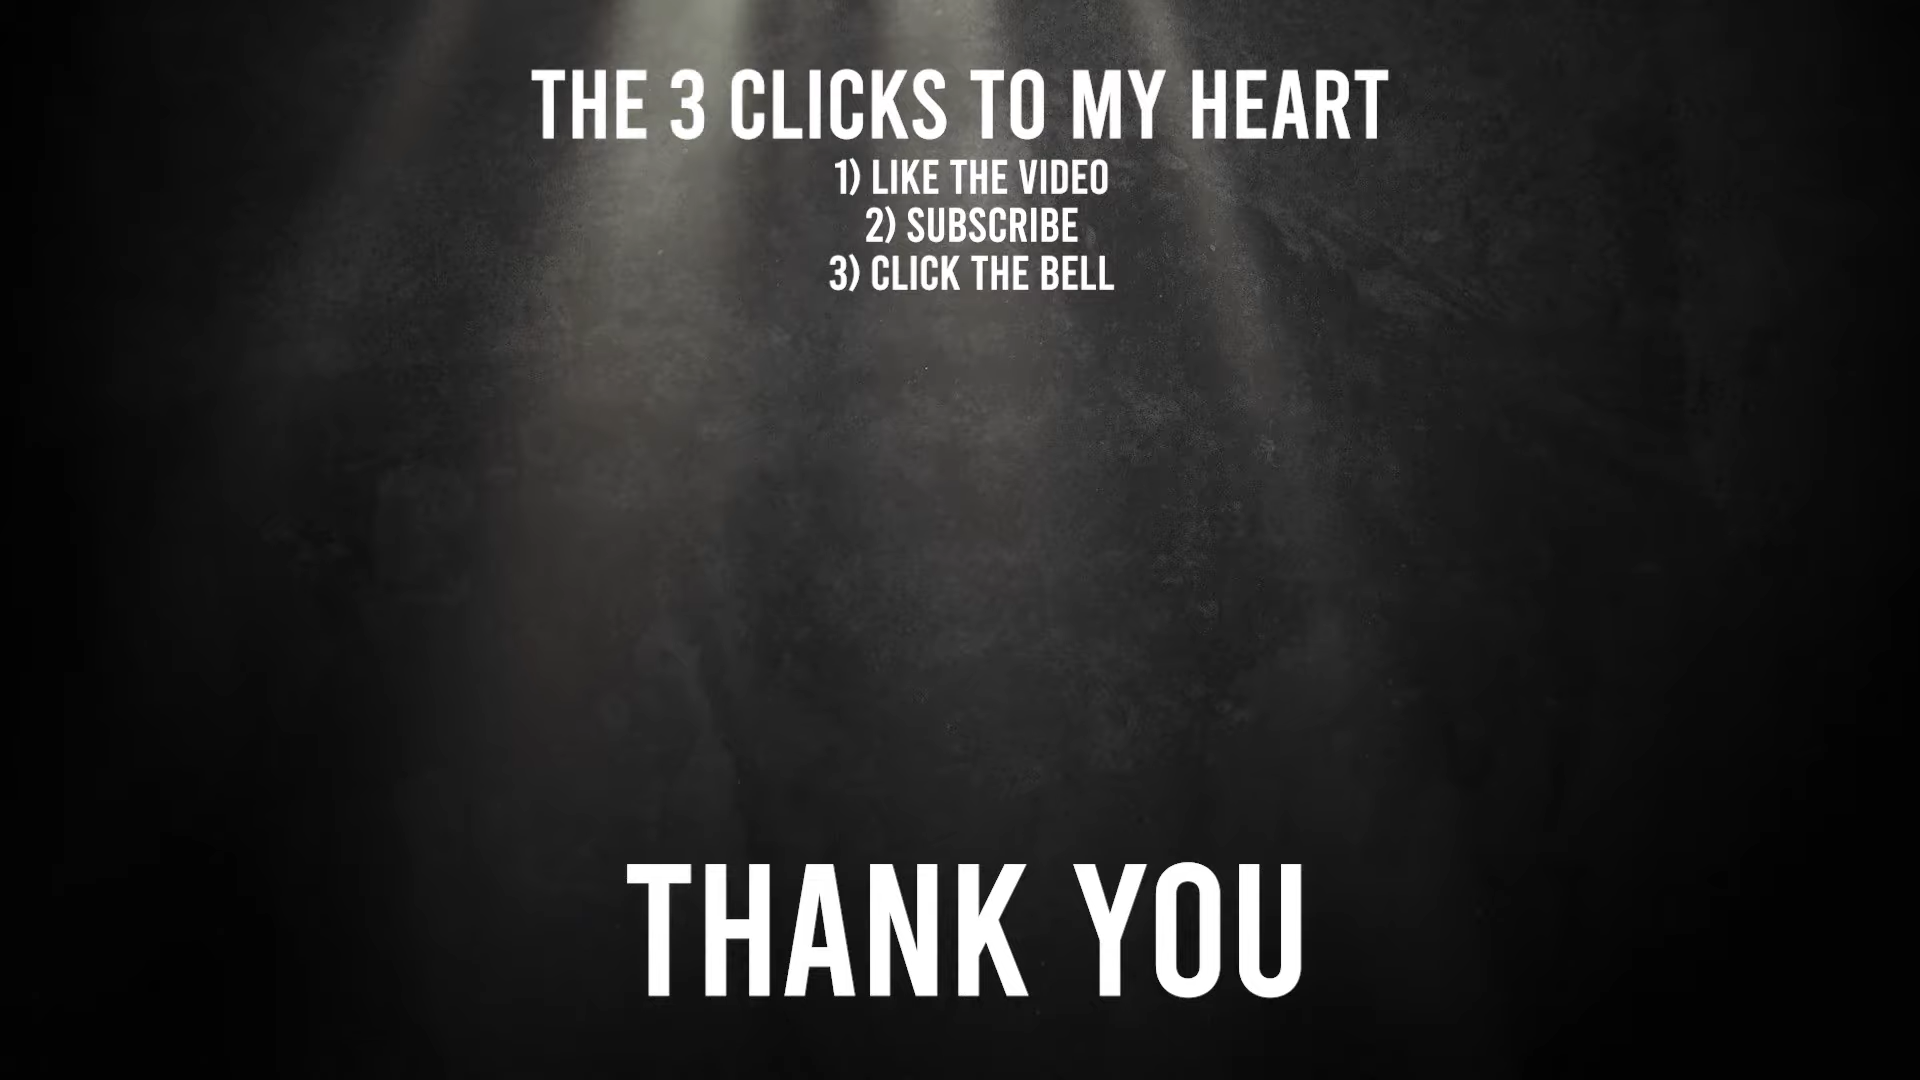 THE 3 CLICKS TO MY HEART
1) LIKE THE VIDEO
2) SUBSCRIBE
3) CLICK THE BELL
THANK YOU